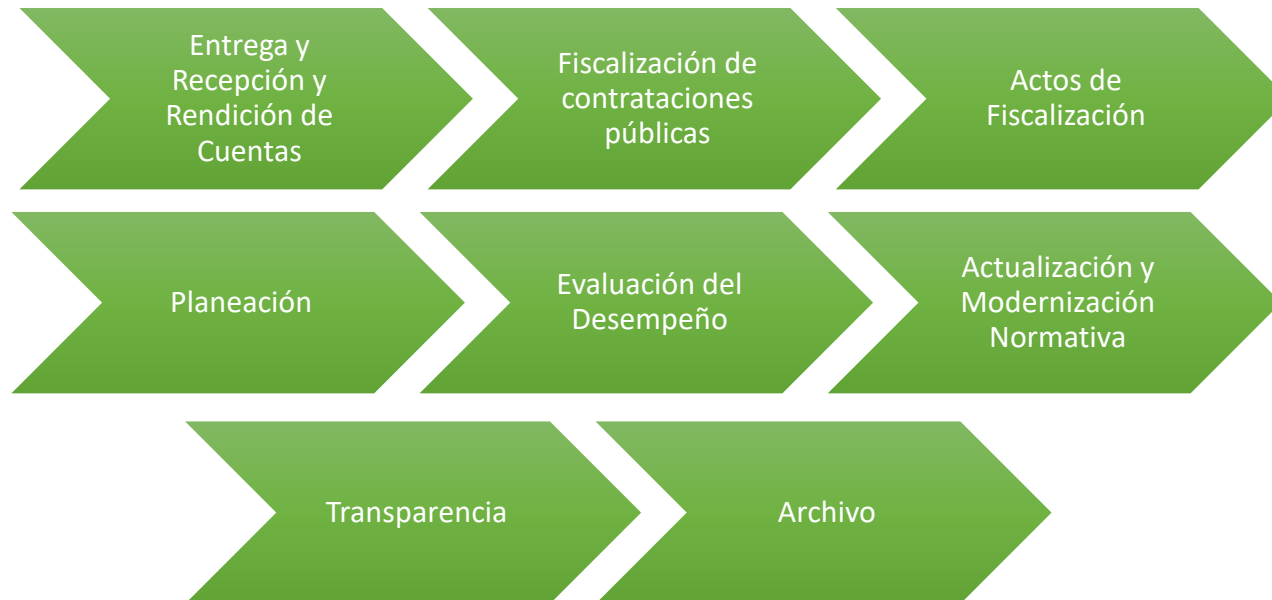 Entrega y
Recepción y
Rendición de
Cuentas
Fiscalización de
contrataciones
públicas
Actos de
Fiscalización
Planeación
Evaluación del
Desempeño
Actualización y
Modernización
Normativa
Transparencia
Archivo